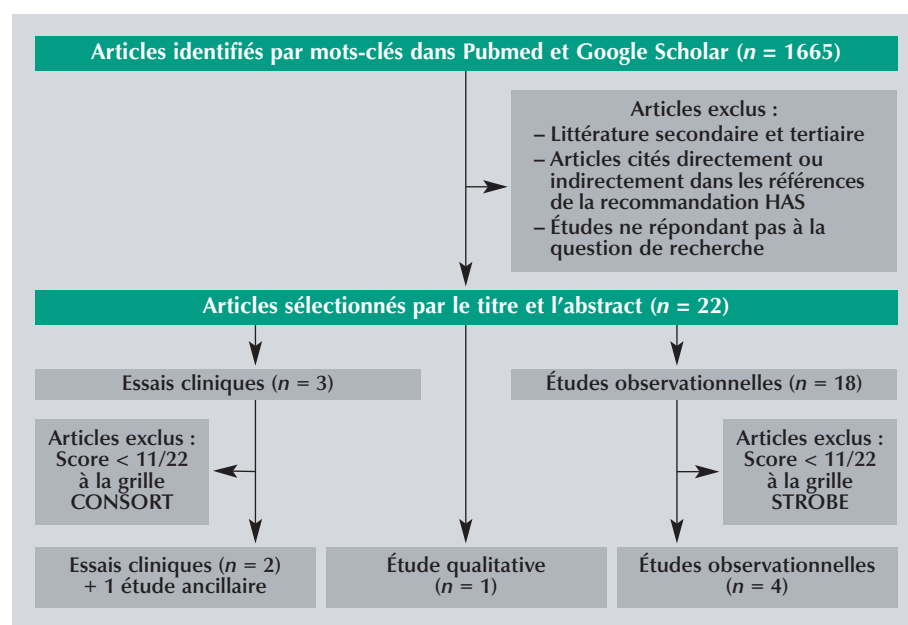 Articles identifiés par mots-clés dans Pubmed et Google Scholar (n = 1665)
Articles exclus :
– Littérature secondaire et tertiaire
– Articles cités directement ou
indirectement dans les références
de la recommandation HAS
– Études ne répondant pas à la
question de recherche
Articles sélectionnés par le titre et l’abstract (n = 22)
Essais cliniques (n = 3)
Études observationnelles (n = 18)
Articles exclus :
Score < 11/22
à la grille
CONSORT
Articles exclus :
Score < 11/22
à la grille
STROBE
Essais cliniques (n = 2)
+ 1 étude ancillaire
Étude qualitative
(n = 1)
Études observationnelles
(n = 4)